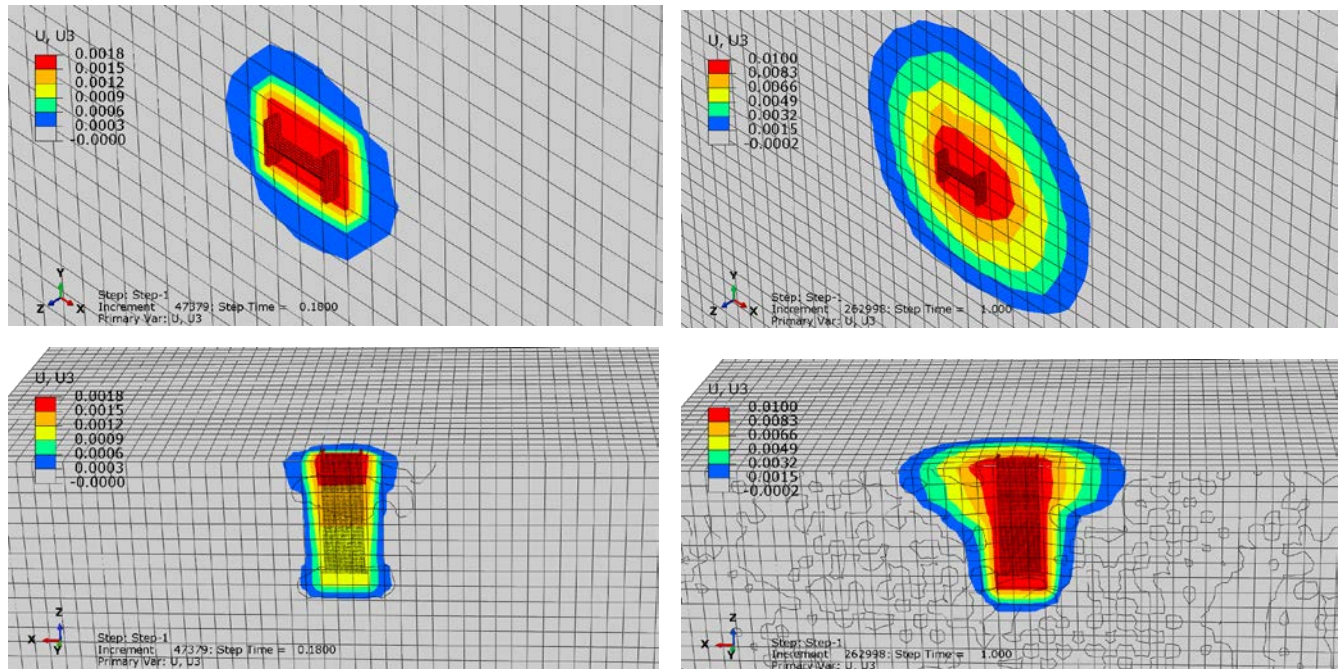 U, U3
0.0018
0.0015
0.0012
0.0009
0.0006
0.0003
-0.0000
Y
Z X
Step: Step-1
Increment 47379: Step Time = 0.1800
Primary Var: U, U3
U, U3
0.0100
0.0083
0.0066
0.0049
0.0032
0.0015
-0.0002
Y
Z X
Step: Step-1
Increment 262998: Step Time = 1.000
Primary Var: U, U3
U, U3
0.0018
0.0015
0.0012
0.0009
0.0006
0.0003
-0.0000
Z
X Y
Step: Step-1
Increment 47379: Step Time = 0.1800
Primary Var: U, U3
U, U3
0.0100
0.0083
0.0066
0.0049
0.0032
0.0015
-0.0002
Z
X Y
Step: Step-1
Increment 262998: Step Time = 1.000
Primary Var: U, U3